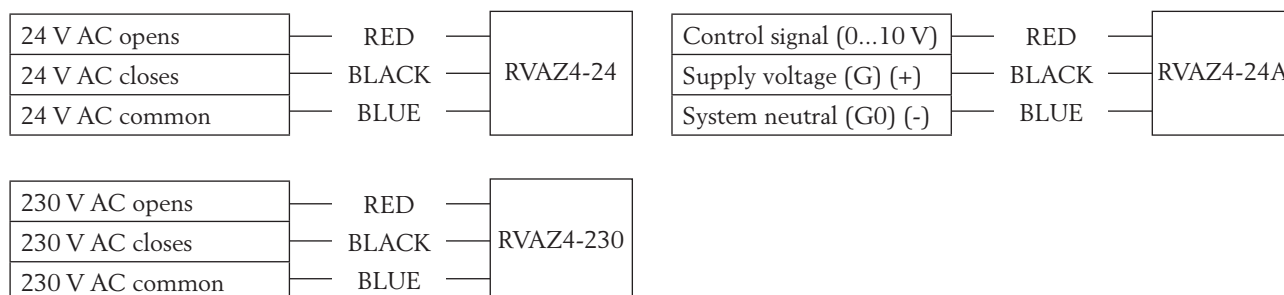 24 V AC opens RED
24 V AC closes BLACK RVAZ4-24
24 V AC common BLUE
Control signal (0...10 V) RED
Supply voltage (G) (+) BLACK RVAZ4-24A
System neutral (G0) (-) BLUE
230 V AC opens RED
230 V AC closes BLACK RVAZ4-230
230 V AC common BLUE